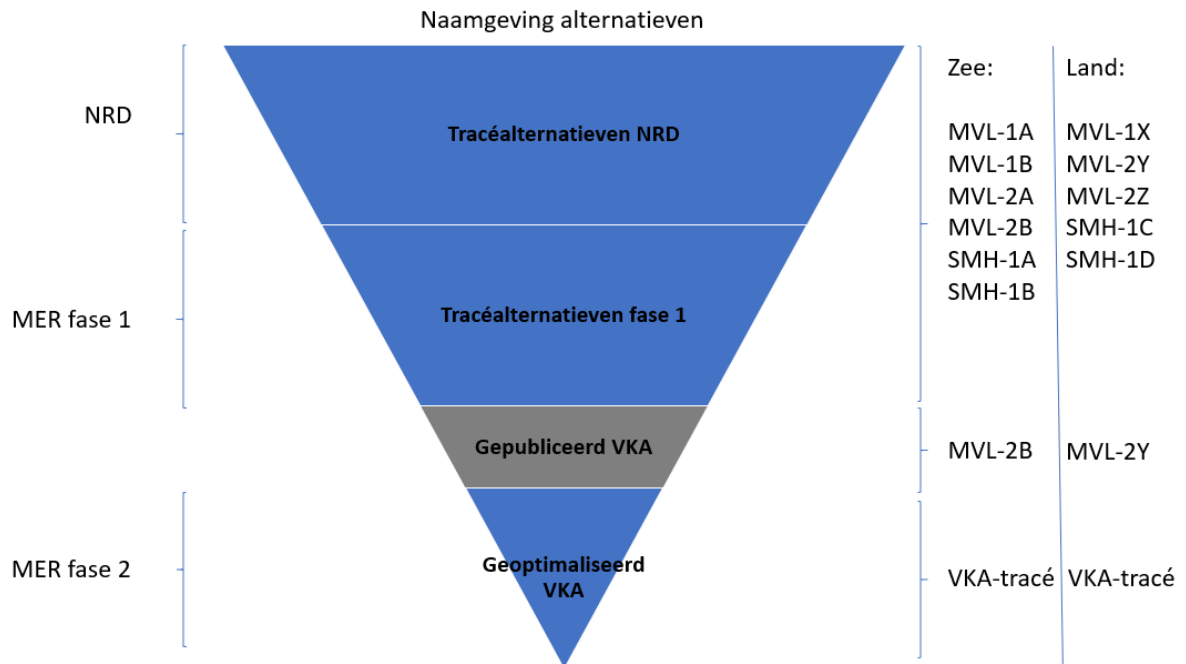 Naamgeving alternatieven
NRD
MER fase 1
MER fase 2
Tracéalternatieven NRD
Tracéalternatieven fase 1
Gepubliceerd VKA
Geoptimaliseerd
VKA
Zee:
MVL-1A
MVL-1B
MVL-2A
MVL-2B
SMH-1A
SMH-1B
MVL-2B
VKA-tracé
Land:
MVL-1X
MVL-2Y
MVL-2Z
SMH-1C
SMH-1D
MVL-2Y
VKA-tracé